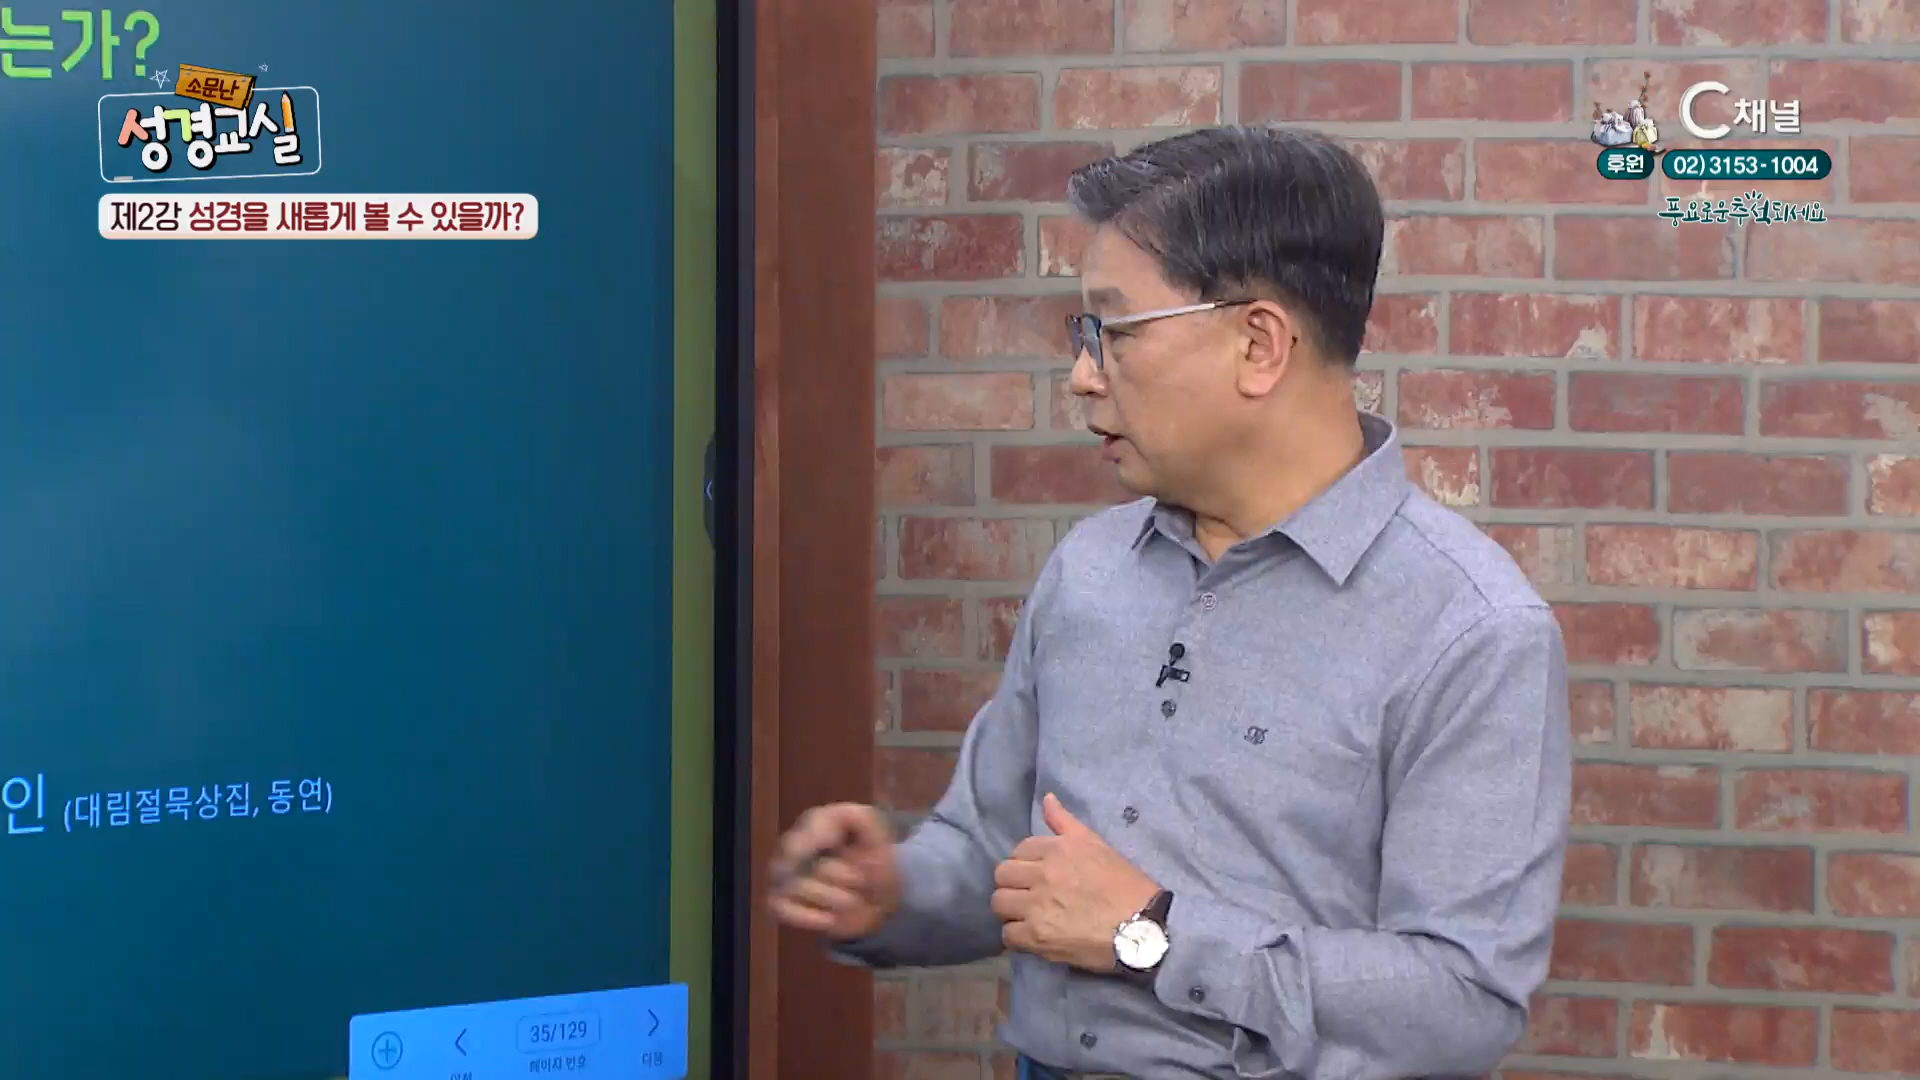 는가?
소문난
성경교실
제2강 성경을 새롭게 볼 수 있을까?
C채널
후원 02)3153-1004
풍요로운추석되세요
인 (대림절묵상집, 동연)
35/129
페이지 번호
다음